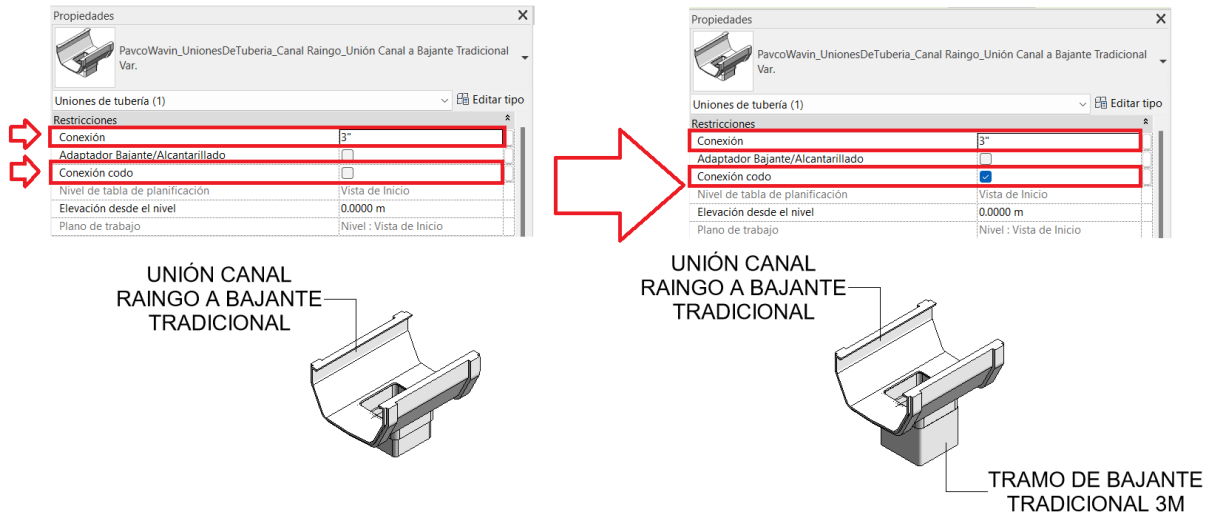 Propiedades
PavcoWavin_UnionesDeTuberia_Canal Raingo_Unión Canal a Bajante Tradicional
Var.
Uniones de tubería (1)
Editar tipo
Restricciones
Conexión 3"
Adaptador Bajante/Alcantarillado
Conexión codo
Nivel de tabla de planificación Vista de Inicio
Elevación desde el nivel 0.0000 m
Plano de trabajo Nivel : Vista de Inicio
UNIÓN CANAL
RAINGO A BAJANTE
TRADICIONAL
Propiedades
PavcoWavin_UnionesDeTuberia_Canal Raingo_Unión Canal a Bajante Tradicional
Var.
Uniones de tubería (1)
Editar tipo
Restricciones
Conexión 3"
Adaptador Bajante/Alcantarillado
Conexión codo
Nivel de tabla de planificación Vista de Inicio
Elevación desde el nivel 0.0000 m
Plano de trabajo Nivel : Vista de Inicio
UNIÓN CANAL
RAINGO A BAJANTE
TRADICIONAL
TRAMO DE BAJANTE
TRADICIONAL 3M